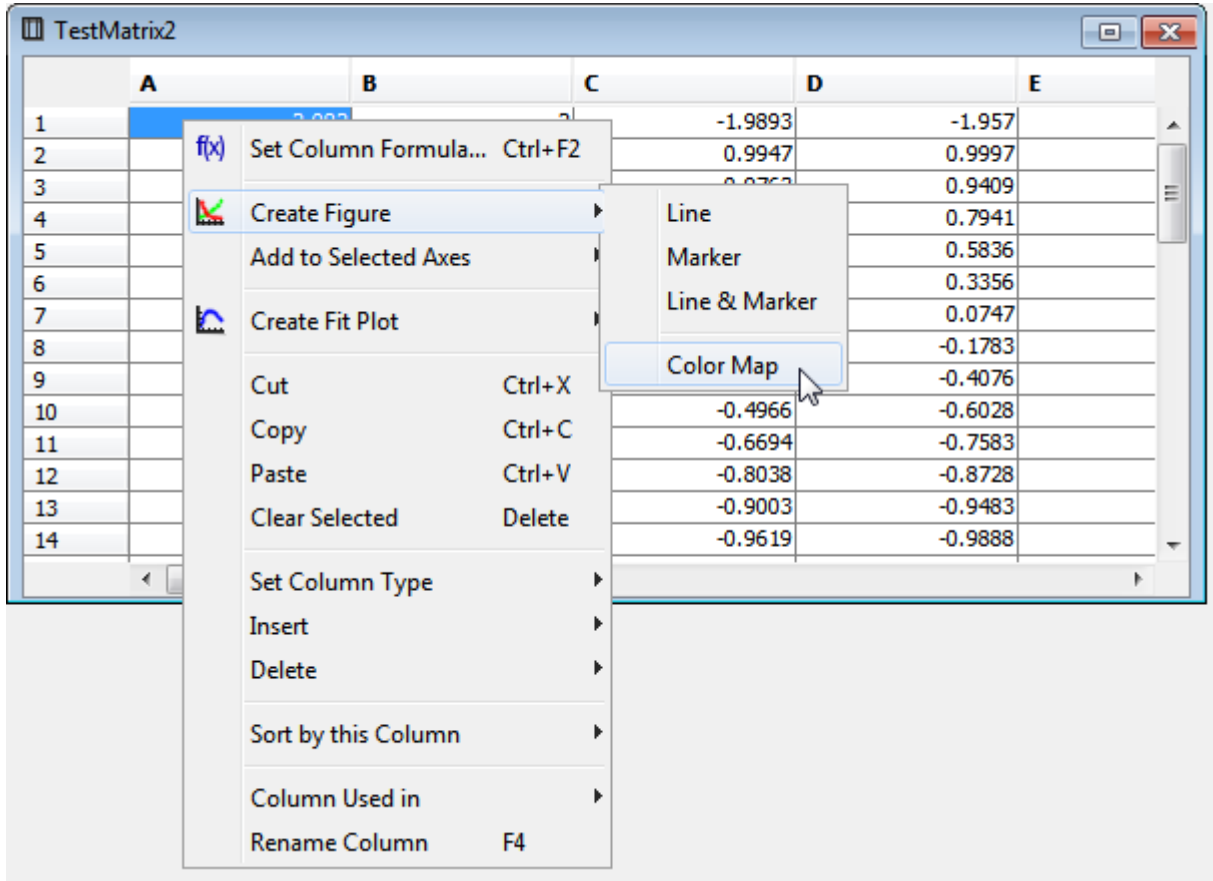 TestMatrix2
A B C D E
1 -1.9893 -1.957
2 f(x) Set Column Formula... Ctrl+F2 0.9947 0.9997
3 0.9409
4 Create Figure Line 0.7941
5 Add to Selected Axes Marker 0.5836
6 Line & Marker 0.3356
7 Create Fit Plot 0.0747
8 Color Map -0.1783
9 Cut Ctrl+X -0.4076
10 -0.4966 -0.6028
11 Copy Ctrl+C -0.6694 -0.7583
12 Paste Ctrl+V -0.8038 -0.8728
13 Clear Selected Delete -0.9003 -0.9483
14 -0.9619 -0.9888
Set Column Type
Insert
Delete
Sort by this Column
Column Used in
Rename Column F4